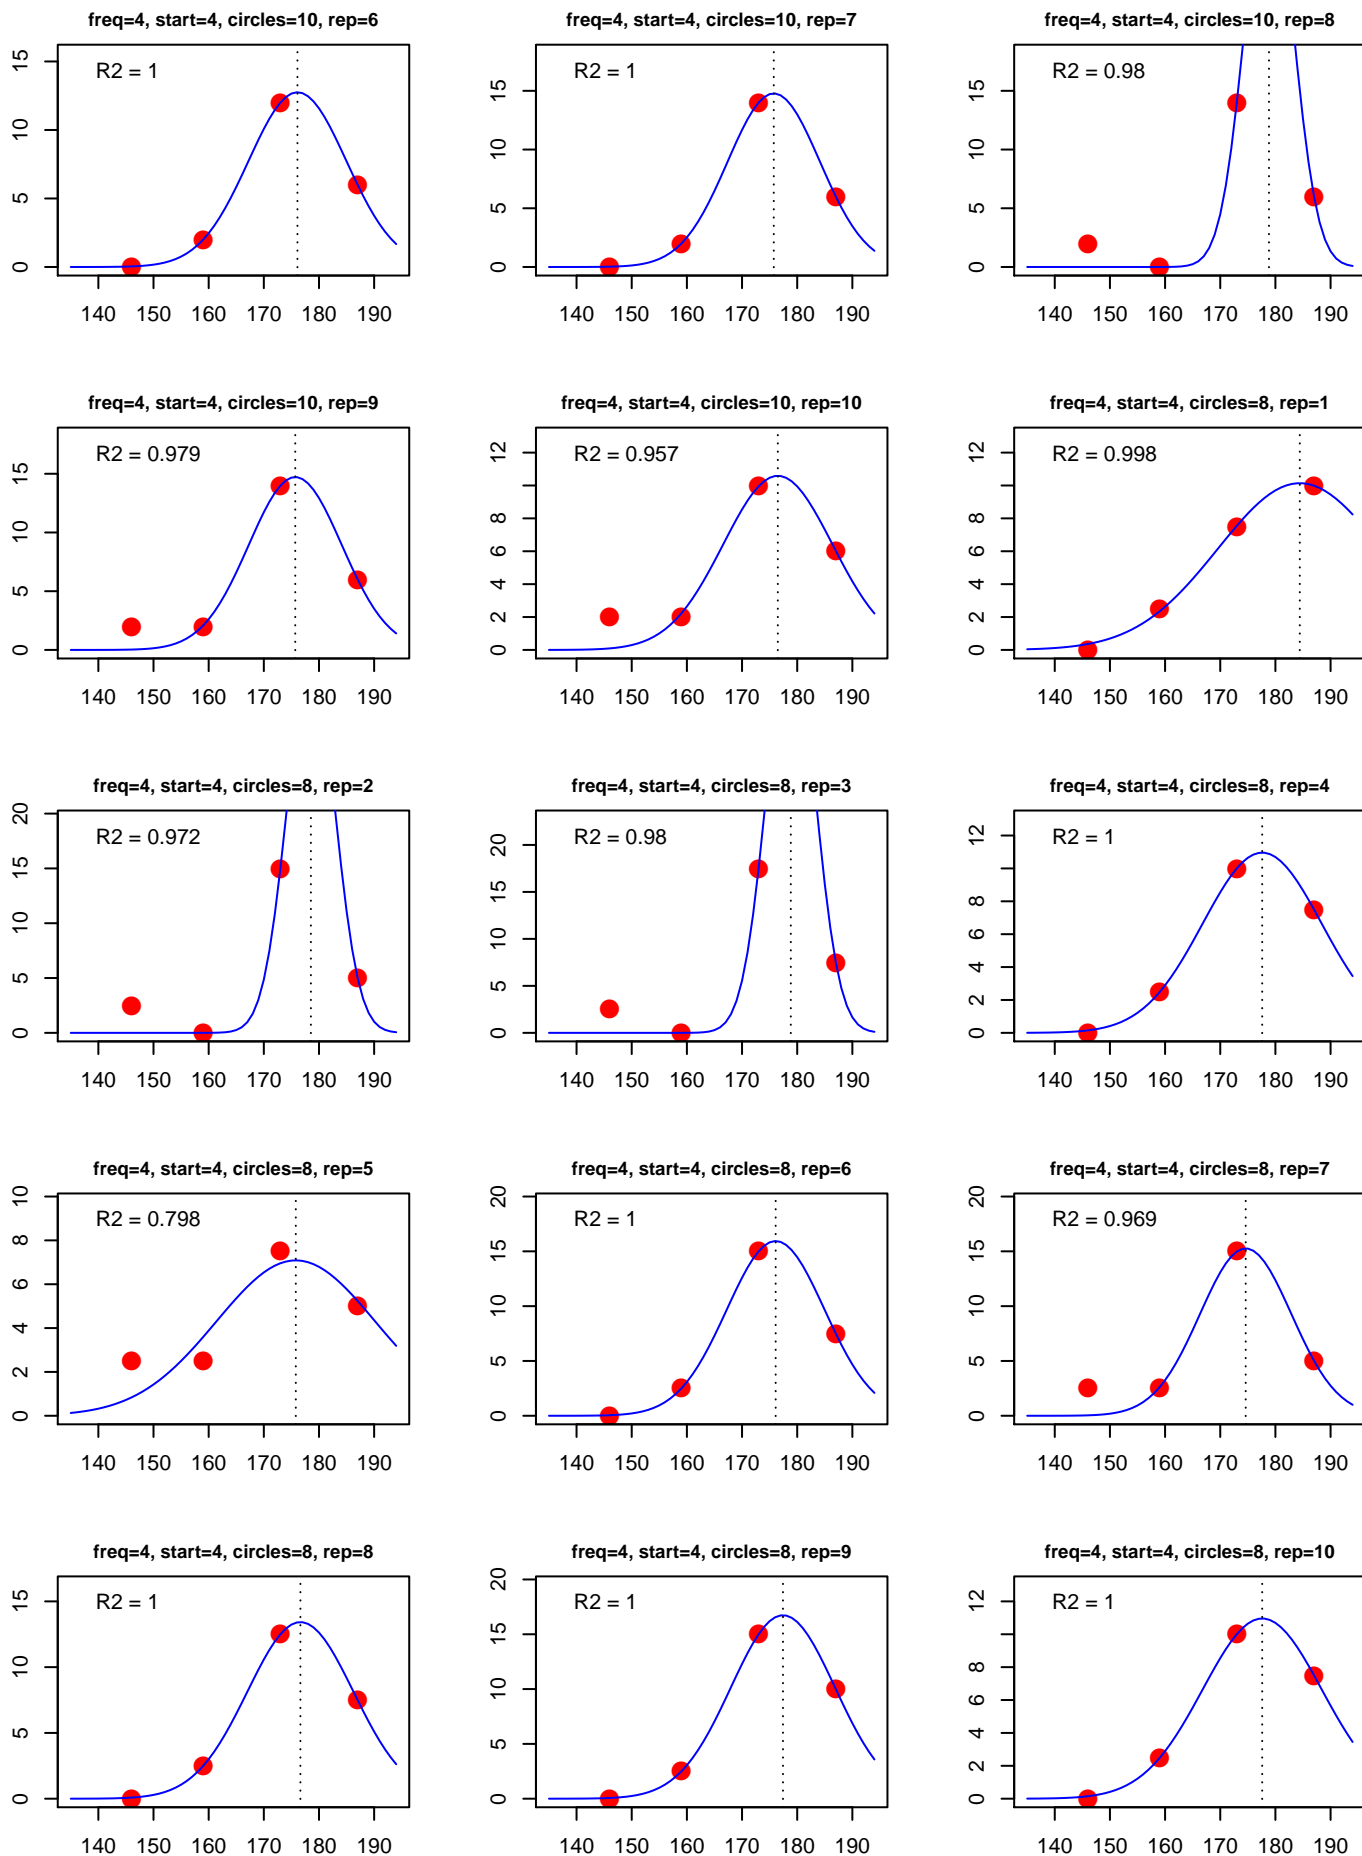 freq=4, start=4, circles=10, rep=6
R2 = 1
0 5 10 15
140 150 160 170 180 190
freq=4, start=4, circles=10, rep=7
R2 = 1
0 5 10 15
140 150 160 170 180 190
freq=4, start=4, circles=10, rep=8
R2 = 0.98
0 5 10 15
140 150 160 170 180 190
freq=4, start=4, circles=10, rep=9
R2 = 0.979
0 5 10 15
140 150 160 170 180 190
freq=4, start=4, circles=10, rep=10
R2 = 0.957
0 2 4 6 8 12
140 150 160 170 180 190
freq=4, start=4, circles=8, rep=1
R2 = 0.998
0 2 4 6 8 12
140 150 160 170 180 190
freq=4, start=4, circles=8, rep=2
R2 = 0.972
0 5 10 15 20
140 150 160 170 180 190
freq=4, start=4, circles=8, rep=3
R2 = 0.98
0 5 10 15 20
140 150 160 170 180 190
freq=4, start=4, circles=8, rep=4
R2 = 1
0 2 4 6 8 12
140 150 160 170 180 190
freq=4, start=4, circles=8, rep=5
R2 = 0.798
0 2 4 6 8 10
140 150 160 170 180 190
freq=4, start=4, circles=8, rep=6
R2 = 1
0 5 10 15 20
140 150 160 170 180 190
freq=4, start=4, circles=8, rep=7
R2 = 0.969
0 5 10 15 20
140 150 160 170 180 190
freq=4, start=4, circles=8, rep=8
R2 = 1
0 5 10 15
140 150 160 170 180 190
freq=4, start=4, circles=8, rep=9
R2 = 1
0 5 10 15 20
140 150 160 170 180 190
freq=4, start=4, circles=8, rep=10
R2 = 1
0 2 4 6 8 12
140 150 160 170 180 190